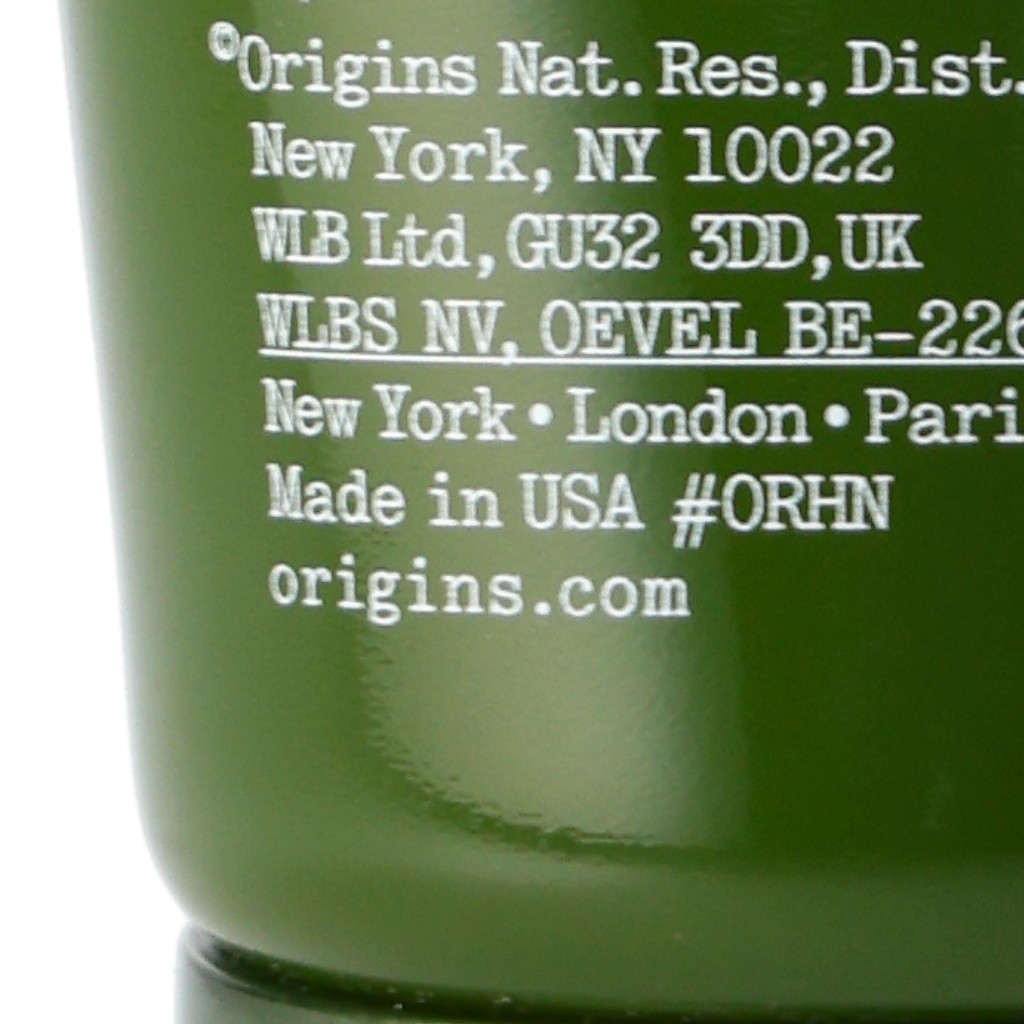 ©Origins Nat. Res., Dist.
New York, NY 10022
WLB Ltd, GU32 3DD, UK
WLBS NV, OEVEL BE-226
New York • London • Pari
Made in USA #ORHN
origins.com